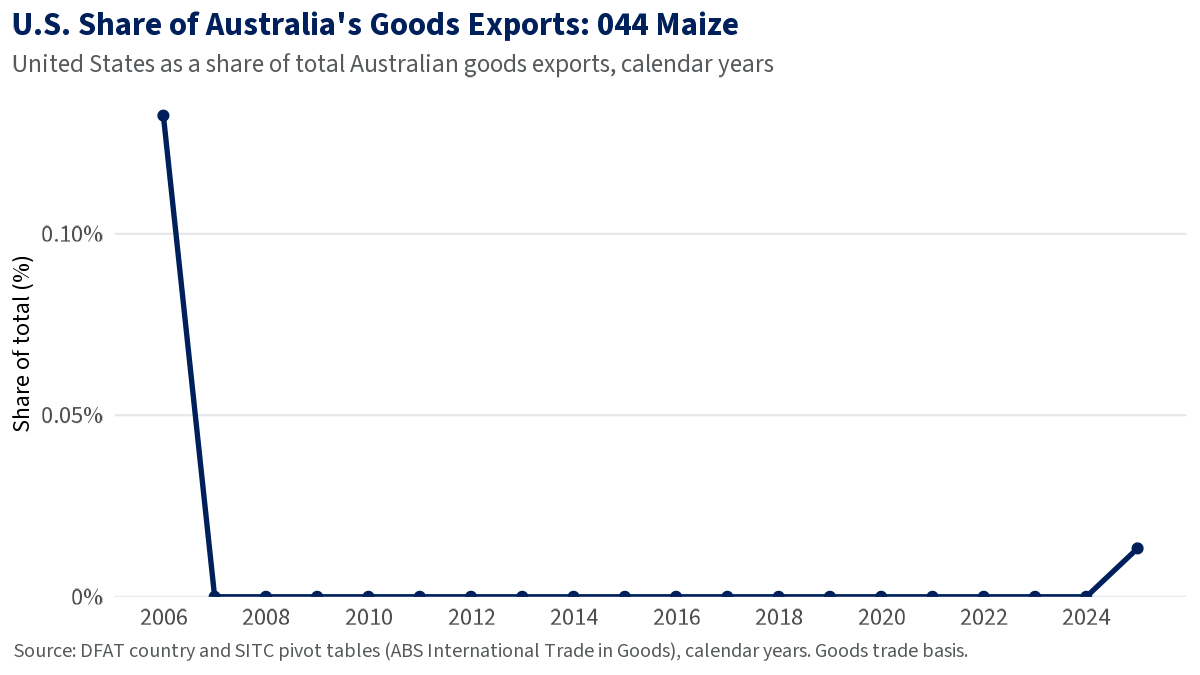 U.S. Share of Australia's Goods Exports: 044 Maize
United States as a share of total Australian goods exports, calendar years
Share of total (%)
0.10%
0.05%
0%
2006 2008 2010 2012 2014 2016 2018 2020 2022 2024
Source: DFAT country and SITC pivot tables (ABS International Trade in Goods), calendar years. Goods trade basis.